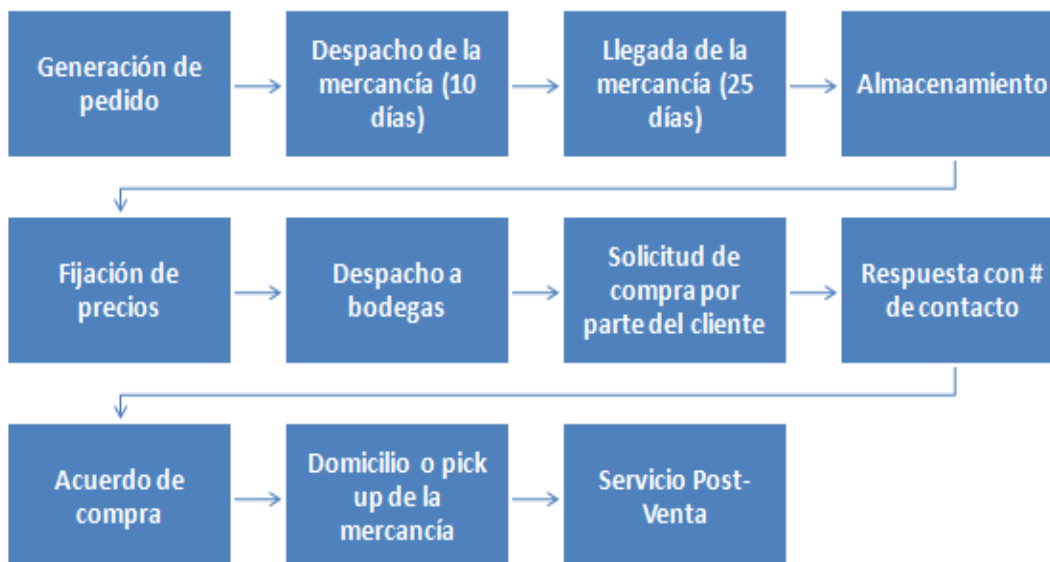 Generación de
pedido
Despacho de la
mercancía (10
días)
Llegada de la
mercancía (25
días)
Almacenamiento
Fijación de
precios
Despacho a
bodegas
Solicitud de
compra por
parte del cliente
Respuesta con #
de contacto
Acuerdo de
compra
Domicilio o pick
up de la
mercancía
Servicio Post-
Venta